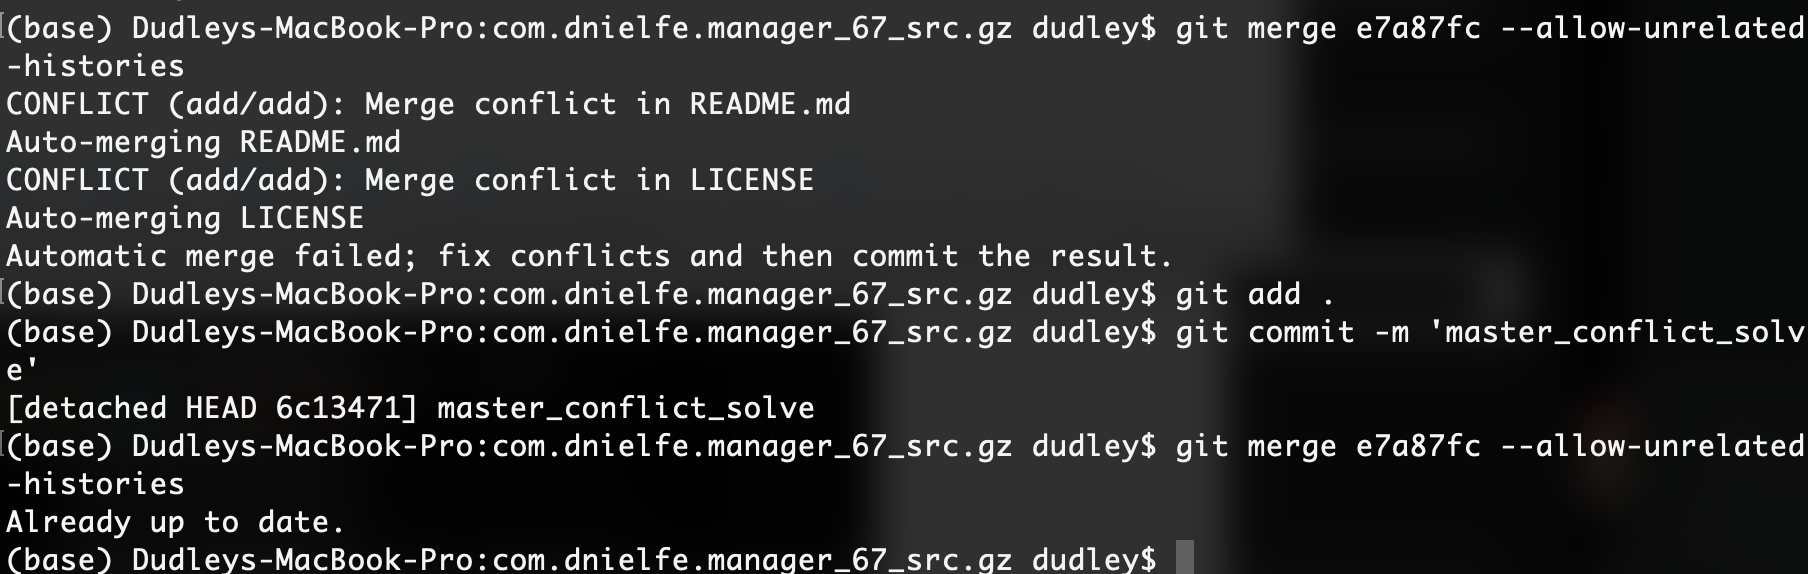 (base) Dudleys-MacBook-Pro:com.dnielfe.manager_67_src.gz dudley$ git merge e7a87fc --allow-unrelated
-histories
CONFLICT (add/add): Merge conflict in README.md
Auto-merging README.md
CONFLICT (add/add): Merge conflict in LICENSE
Auto-merging LICENSE
Automatic merge failed; fix conflicts and then commit the result.
(base) Dudleys-MacBook-Pro:com.dnielfe.manager_67_src.gz dudley$ git add .
(base) Dudleys-MacBook-Pro:com.dnielfe.manager_67_src.gz dudley$ git commit -m 'master_conflict_solv
e'
[detached HEAD 6c13471] master_conflict_solve
(base) Dudleys-MacBook-Pro:com.dnielfe.manager_67_src.gz dudley$ git merge e7a87fc --allow-unrelated
-histories
Already up to date.
(base) Dudleys-MacBook-Pro:com.dnielfe.manager_67_src.gz dudley$